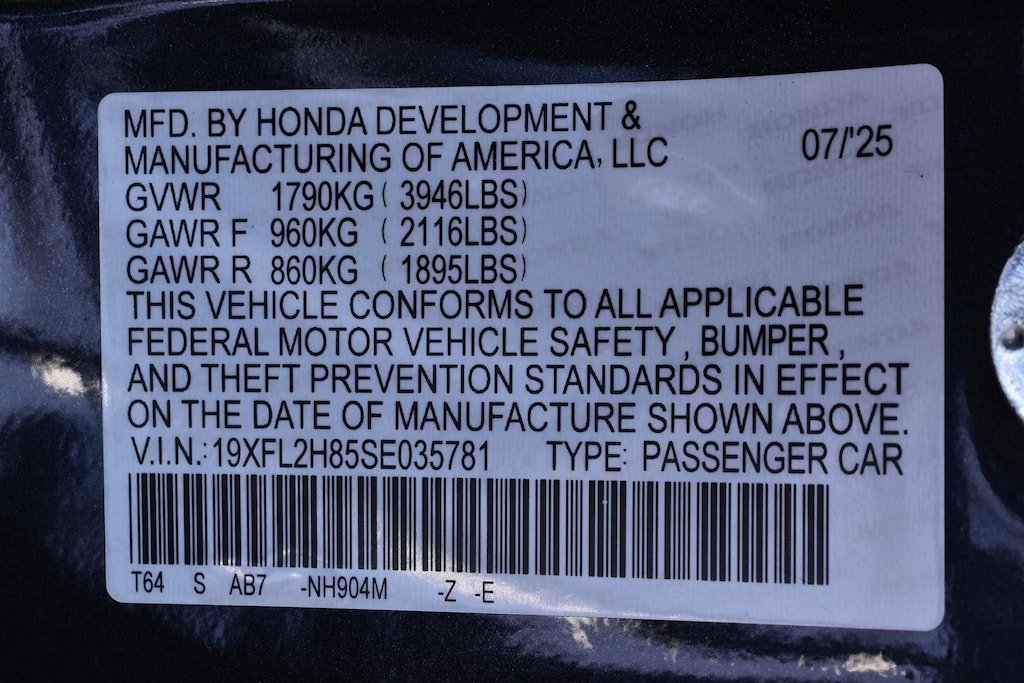 MFD. BY HONDA DEVELOPMENT &
MANUFACTURING OF AMERICA, LLC 07/'25
GVWR 1790KG ( 3946LBS)
GAWR F 960KG ( 2116LBS)
GAWR R 860KG ( 1895LBS)
THIS VEHICLE CONFORMS TO ALL APPLICABLE
FEDERAL MOTOR VEHICLE SAFETY , BUMPER ,
AND THEFT PREVENTION STANDARDS IN EFFECT
ON THE DATE OF MANUFACTURE SHOWN ABOVE.
V.I.N.: 19XFL2H85SE035781 TYPE: PASSENGER CAR
T64 S AB7 -NH904M -Z -E